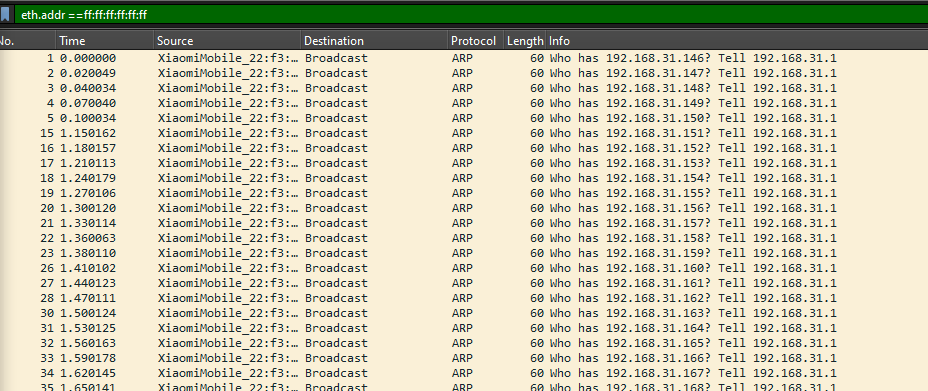 eth.addr ==ff:ff:ff:ff:ff:ff
No. Time Source Destination Protocol Length Info
1 0.000000 XiaomiMobile_22:f3:… Broadcast ARP 60 Who has 192.168.31.146? Tell 192.168.31.1
2 0.020049 XiaomiMobile_22:f3:… Broadcast ARP 60 Who has 192.168.31.147? Tell 192.168.31.1
3 0.040034 XiaomiMobile_22:f3:… Broadcast ARP 60 Who has 192.168.31.148? Tell 192.168.31.1
4 0.070040 XiaomiMobile_22:f3:… Broadcast ARP 60 Who has 192.168.31.149? Tell 192.168.31.1
5 0.100034 XiaomiMobile_22:f3:… Broadcast ARP 60 Who has 192.168.31.150? Tell 192.168.31.1
15 1.150162 XiaomiMobile_22:f3:… Broadcast ARP 60 Who has 192.168.31.151? Tell 192.168.31.1
16 1.180157 XiaomiMobile_22:f3:… Broadcast ARP 60 Who has 192.168.31.152? Tell 192.168.31.1
17 1.210113 XiaomiMobile_22:f3:… Broadcast ARP 60 Who has 192.168.31.153? Tell 192.168.31.1
18 1.240179 XiaomiMobile_22:f3:… Broadcast ARP 60 Who has 192.168.31.154? Tell 192.168.31.1
19 1.270106 XiaomiMobile_22:f3:… Broadcast ARP 60 Who has 192.168.31.155? Tell 192.168.31.1
20 1.300120 XiaomiMobile_22:f3:… Broadcast ARP 60 Who has 192.168.31.156? Tell 192.168.31.1
21 1.330114 XiaomiMobile_22:f3:… Broadcast ARP 60 Who has 192.168.31.157? Tell 192.168.31.1
22 1.360063 XiaomiMobile_22:f3:… Broadcast ARP 60 Who has 192.168.31.158? Tell 192.168.31.1
23 1.380110 XiaomiMobile_22:f3:… Broadcast ARP 60 Who has 192.168.31.159? Tell 192.168.31.1
26 1.410102 XiaomiMobile_22:f3:… Broadcast ARP 60 Who has 192.168.31.160? Tell 192.168.31.1
27 1.440123 XiaomiMobile_22:f3:… Broadcast ARP 60 Who has 192.168.31.161? Tell 192.168.31.1
28 1.470111 XiaomiMobile_22:f3:… Broadcast ARP 60 Who has 192.168.31.162? Tell 192.168.31.1
30 1.500124 XiaomiMobile_22:f3:… Broadcast ARP 60 Who has 192.168.31.163? Tell 192.168.31.1
31 1.530125 XiaomiMobile_22:f3:… Broadcast ARP 60 Who has 192.168.31.164? Tell 192.168.31.1
32 1.560163 XiaomiMobile_22:f3:… Broadcast ARP 60 Who has 192.168.31.165? Tell 192.168.31.1
33 1.590178 XiaomiMobile_22:f3:… Broadcast ARP 60 Who has 192.168.31.166? Tell 192.168.31.1
34 1.620145 XiaomiMobile_22:f3:… Broadcast ARP 60 Who has 192.168.31.167? Tell 192.168.31.1
35 1.650141 XiaomiMobile_22:f3:… Broadcast ARP 60 Who has 192.168.31.168? Tell 192.168.31.1